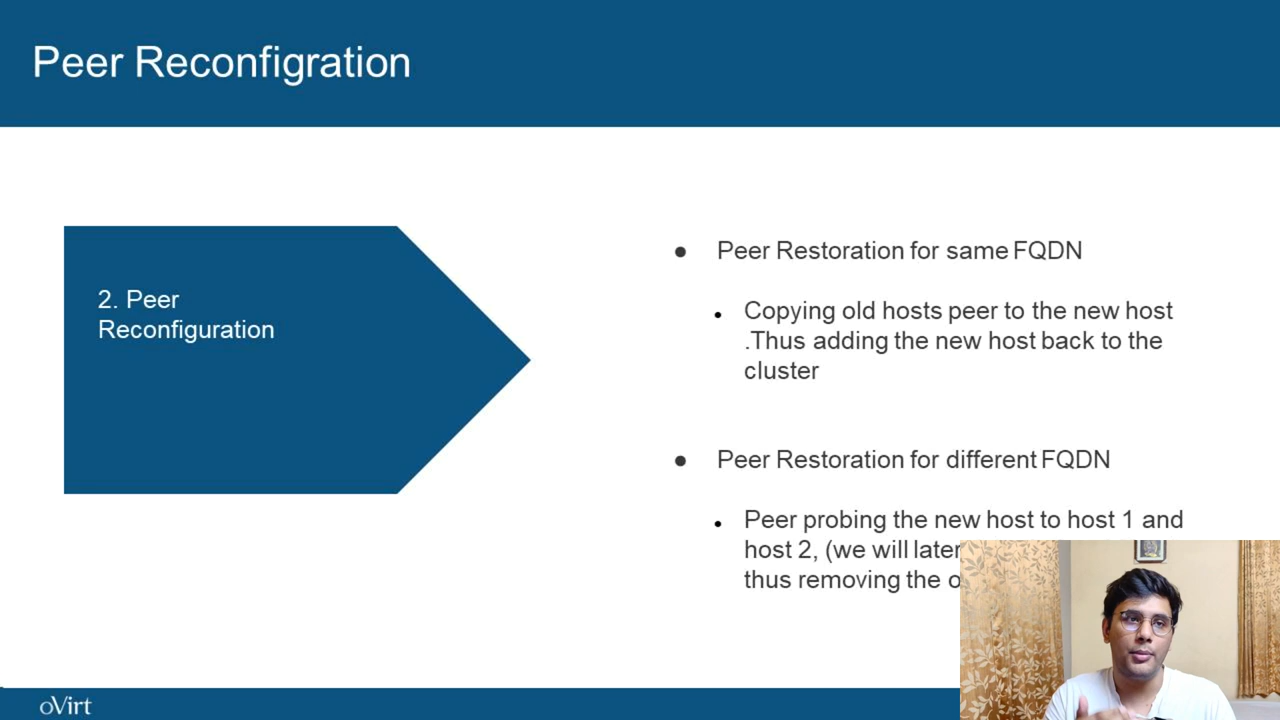 Peer Reconfigration
2. Peer
Reconfiguration
● Peer Restoration for same FQDN
• Copying old hosts peer to the new host
.Thus adding the new host back to the
cluster
● Peer Restoration for different FQDN
• Peer probing the new host to host 1 and
host 2, (we will later
thus removing the
oVirt